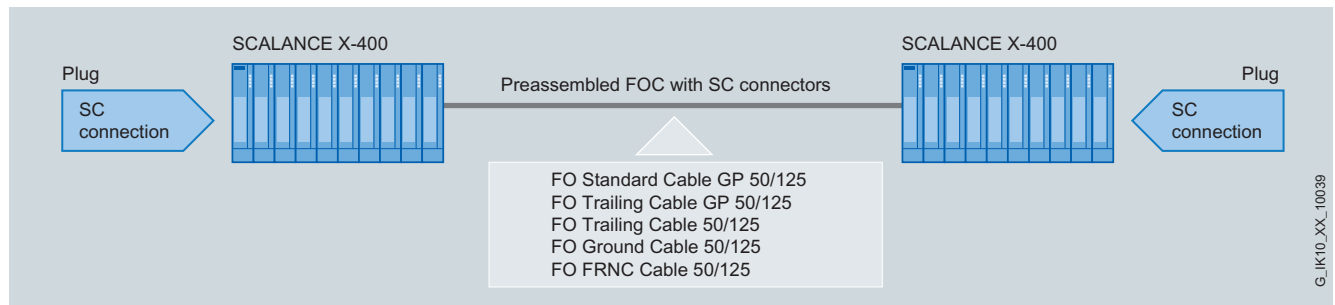 SCALANCE X-400
SCALANCE X-400
Plug
Preassembled FOC with SC connectors
Plug
SC
connection
SC
connection
FO Standard Cable GP 50/125
FO Trailing Cable GP 50/125
FO Trailing Cable 50/125
FO Ground Cable 50/125
FO FRNC Cable 50/125
G_IK10_XX_10039